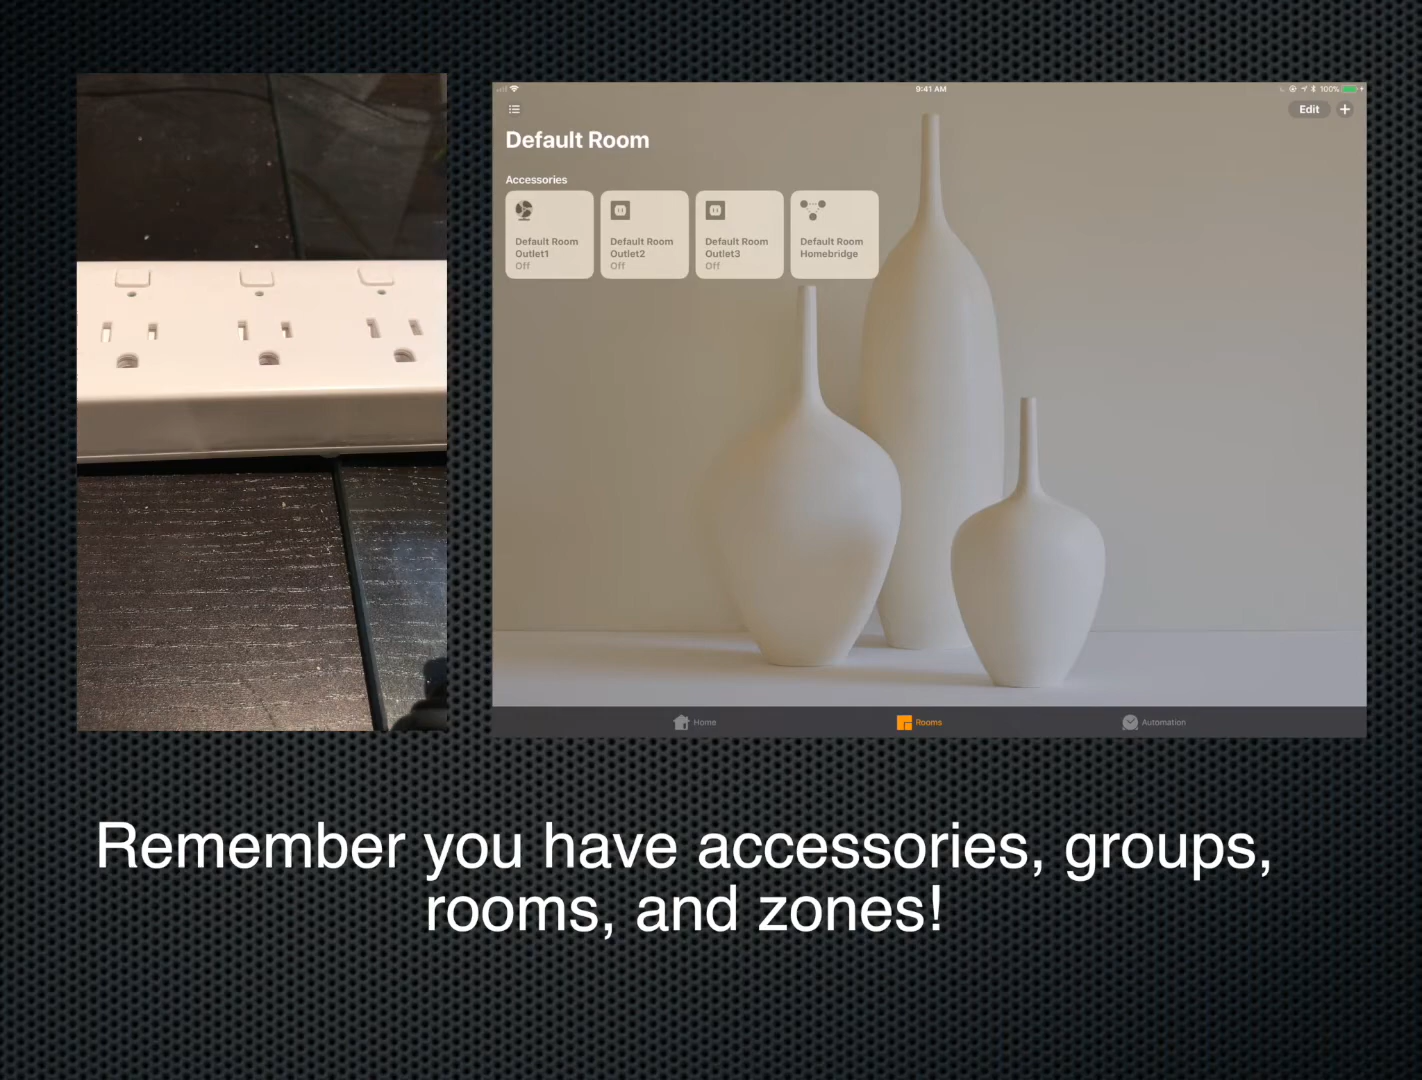 9:41 AM
100%
Edit
Default Room
Accessories
Default Room
Outlet1
Off
Default Room
Outlet2
Off
Default Room
Outlet3
Off
Default Room
Homebridge
Home
Rooms
Automation
Remember you have accessories, groups,
rooms, and zones!